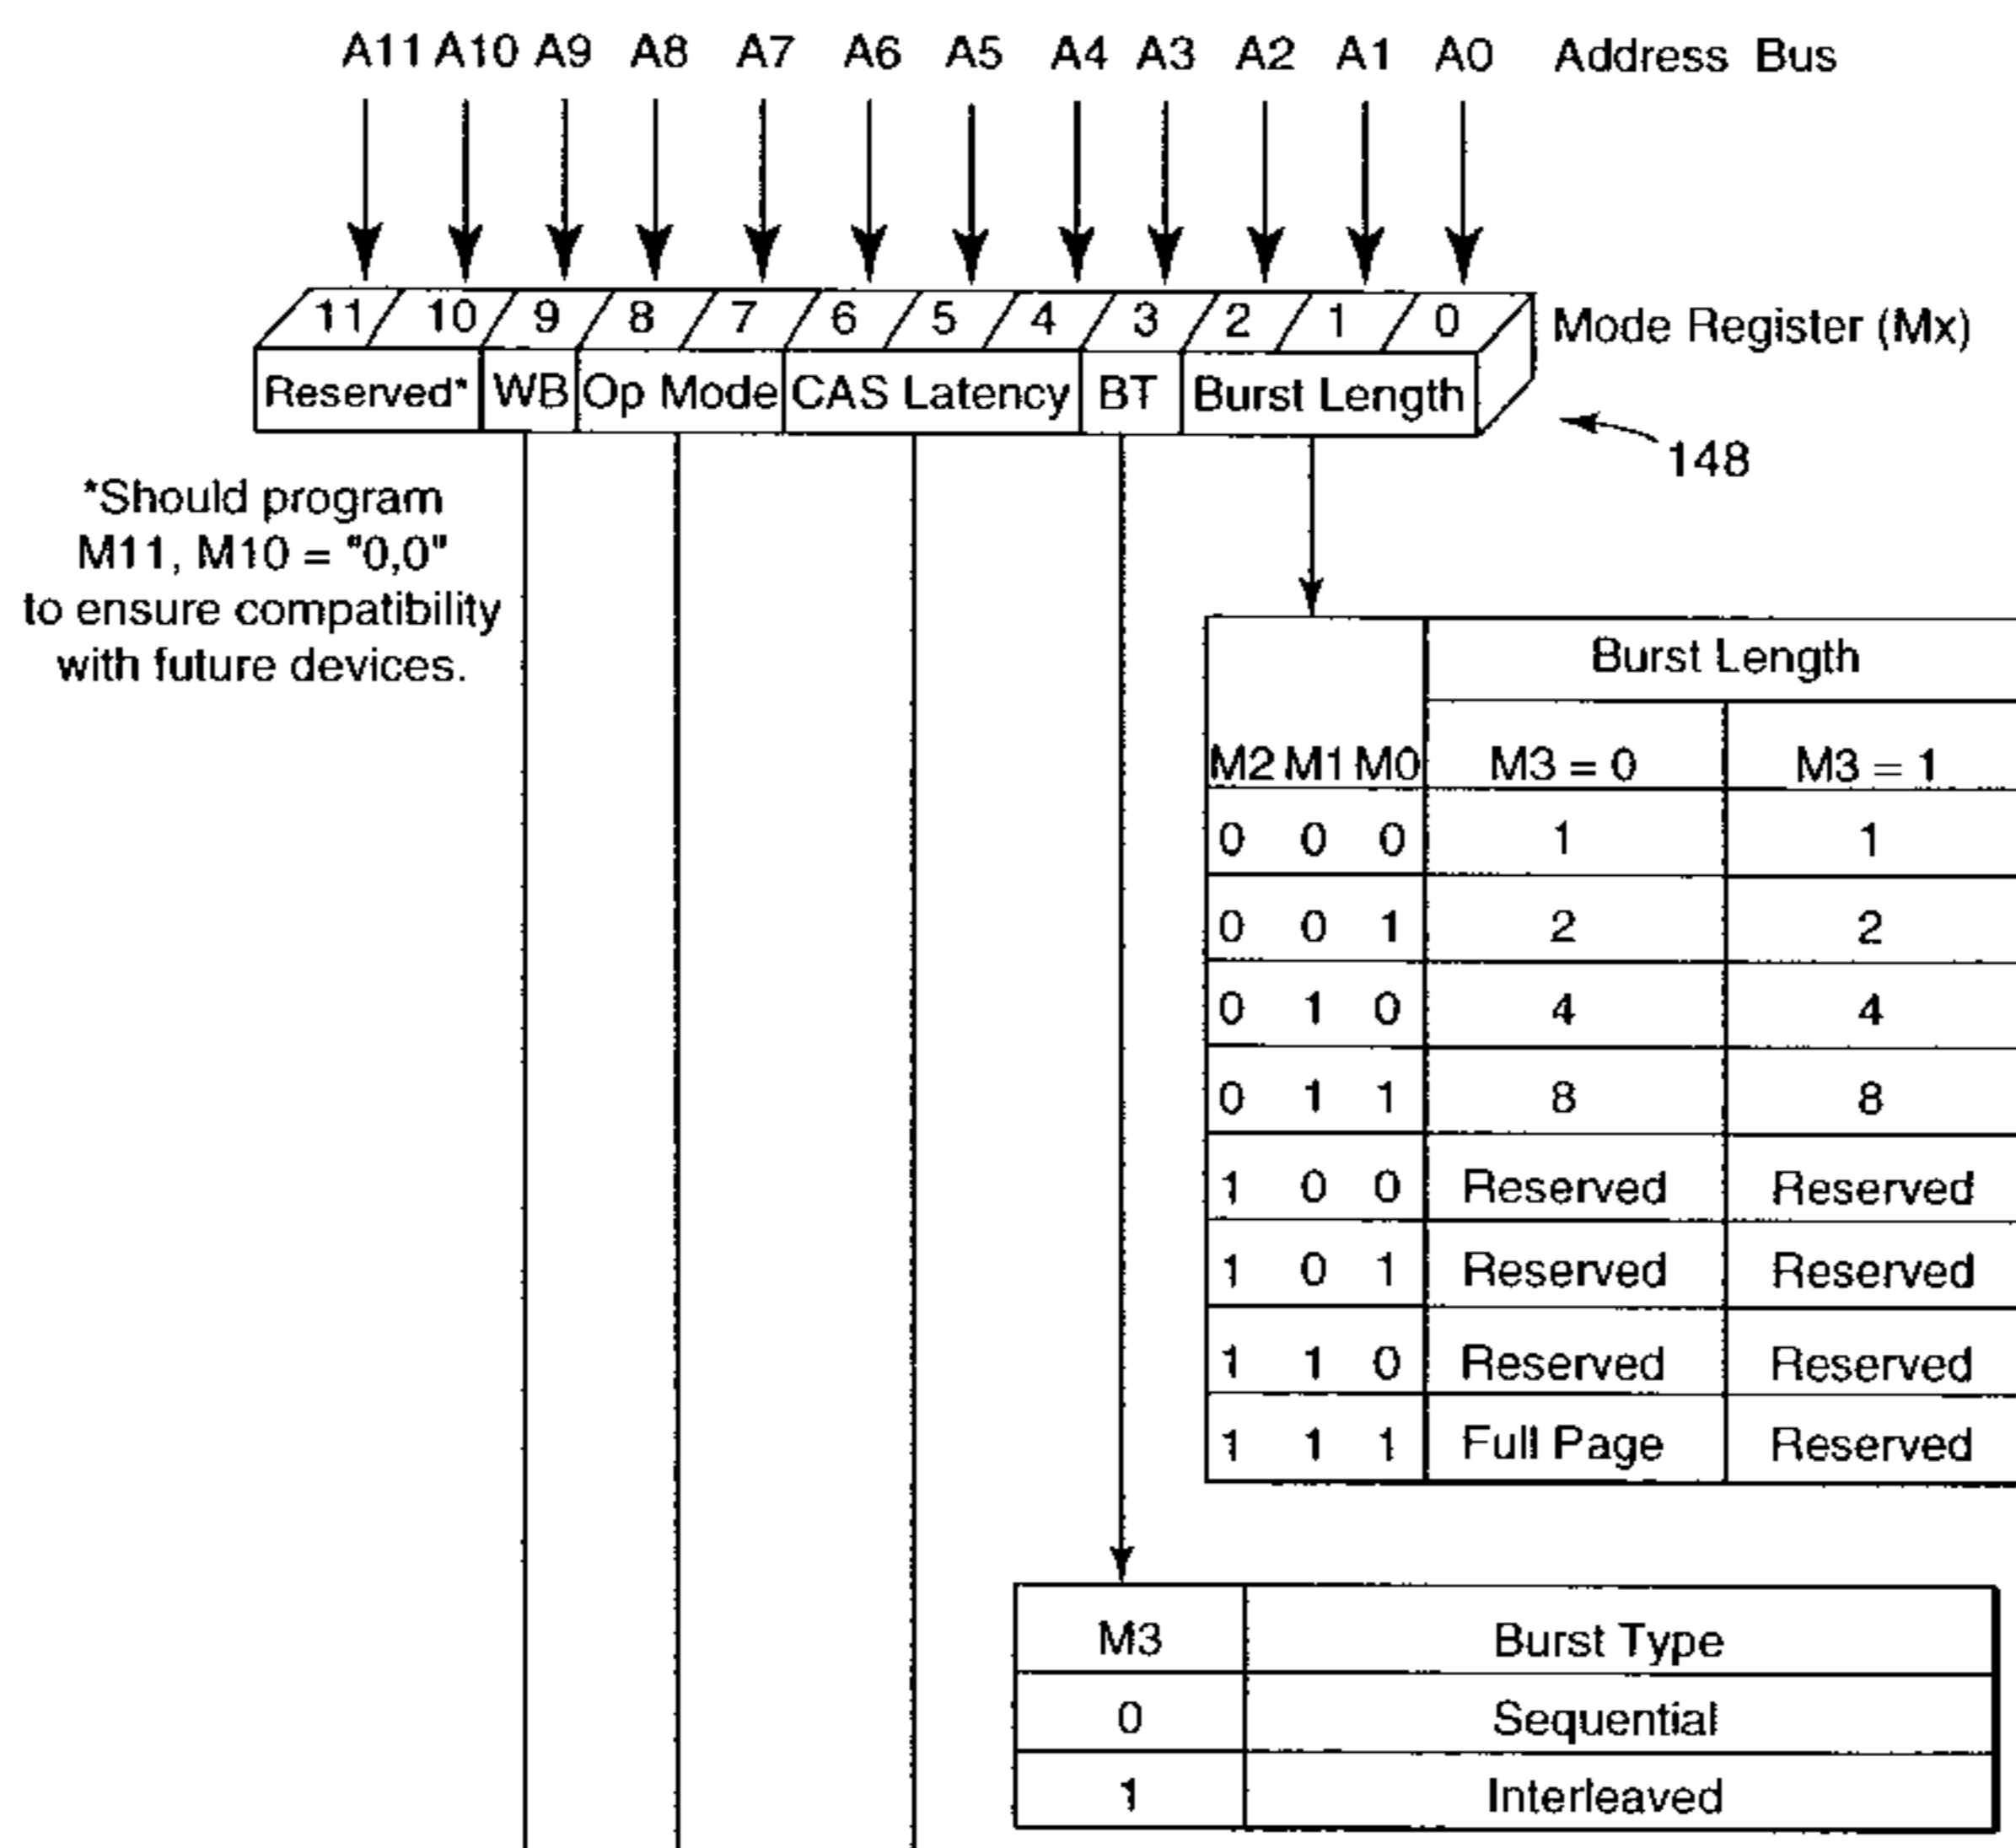 A11 A10 A9 A8 A7 A6 A5 A4 A3 A2 A1 A0 Address Bus
11 10 9 8 7 6 5 4 3 2 1 0 Mode Register (Mx)
Reserved* WB Op Mode CAS Latency BT Burst Length
148
*Should program
M11, M10 = "0,0"
to ensure compatibility
with future devices.
Burst Length
M2 M1 M0 M3 = 0 M3 = 1
0 0 0 1 1
0 0 1 2 2
0 1 0 4 4
0 1 1 8 8
1 0 0 Reserved Reserved
1 0 1 Reserved Reserved
1 1 0 Reserved Reserved
1 1 1 Full Page Reserved
M3 Burst Type
0 Sequential
1 Interleaved